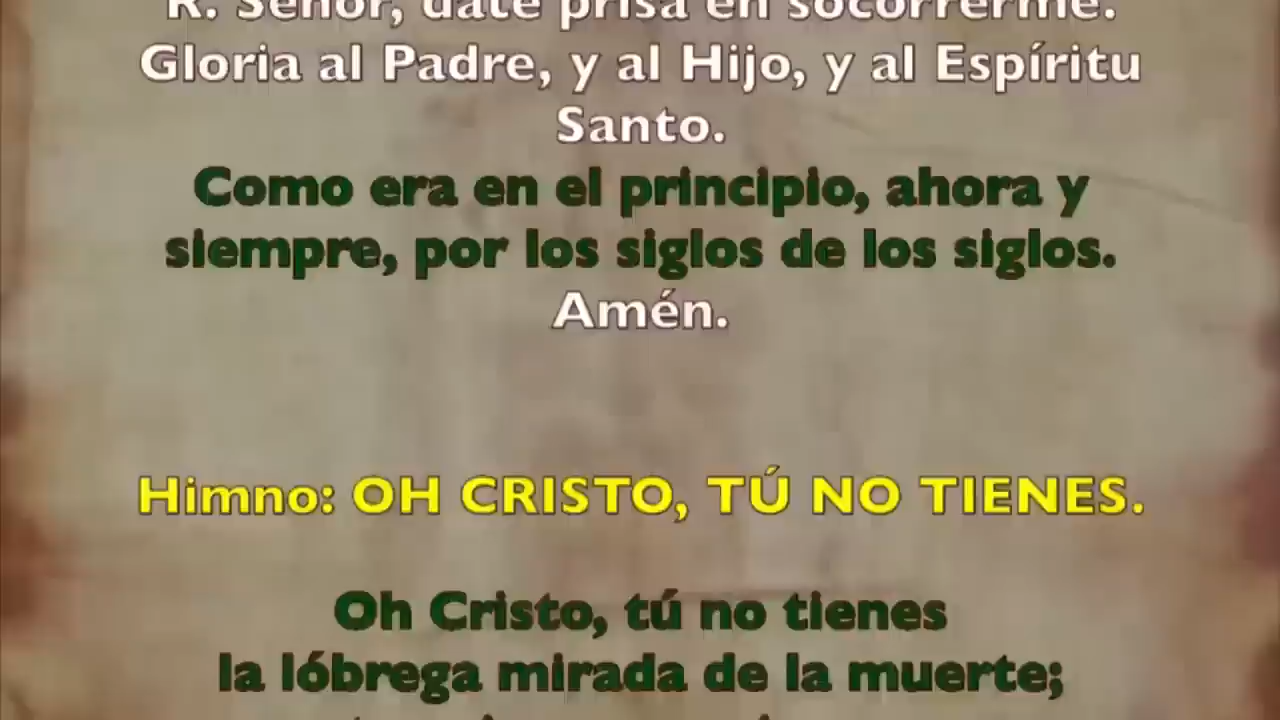 R. Señor, date prisa en socorrerme.
Gloria al Padre, y al Hijo, y al Espíritu
Santo.
Como era en el principio, ahora y
siempre, por los siglos de los siglos.
Amén.
Himno: OH CRISTO, TÚ NO TIENES.
Oh Cristo, tú no tienes
la lóbrega mirada de la muerte;